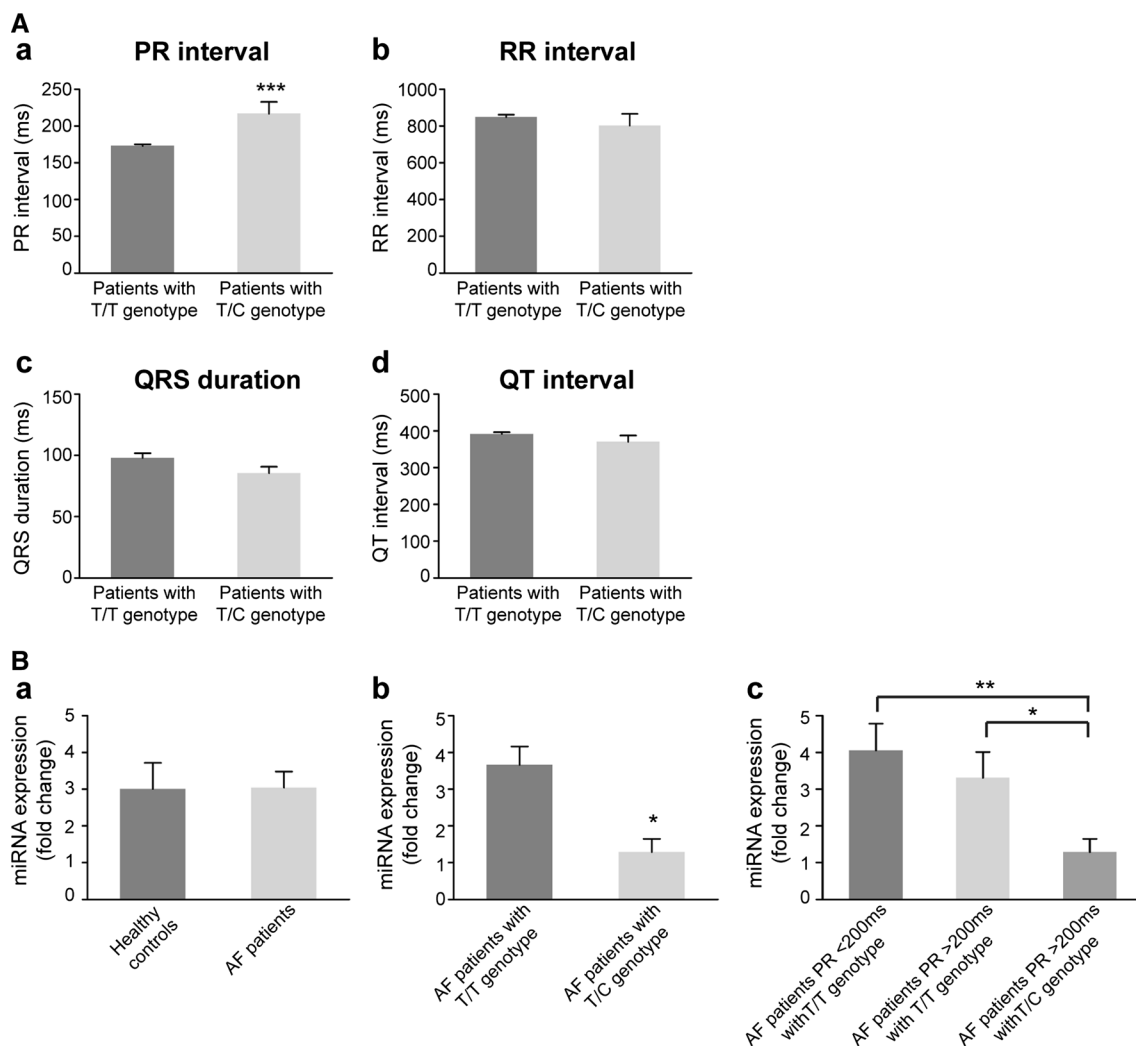 A
a
PR interval
***
PR interval (ms)
250
200
150
100
50
0
Patients with
T/T genotype
Patients with
T/C genotype
b
RR interval
RR interval (ms)
1000
800
600
400
200
0
Patients with
T/T genotype
Patients with
T/C genotype
c
QRS duration
QRS duration (ms)
150
100
50
0
Patients with
T/T genotype
Patients with
T/C genotype
d
QT interval
QT interval (ms)
500
400
300
200
100
0
Patients with
T/T genotype
Patients with
T/C genotype
B
a
miRNA expression
(fold change)
5
4
3
2
1
0
Healthy
controls
AF patients
b
miRNA expression
(fold change)
5
4
3
2
1
0
*
AF patients with
T/T genotype
AF patients with
T/C genotype
c
**
*
miRNA expression
(fold change)
5
4
3
2
1
0
AF patients PR <200ms
withT/T genotype
AF patients PR >200ms
with T/T genotype
AF patients PR >200ms
withT/C genotype